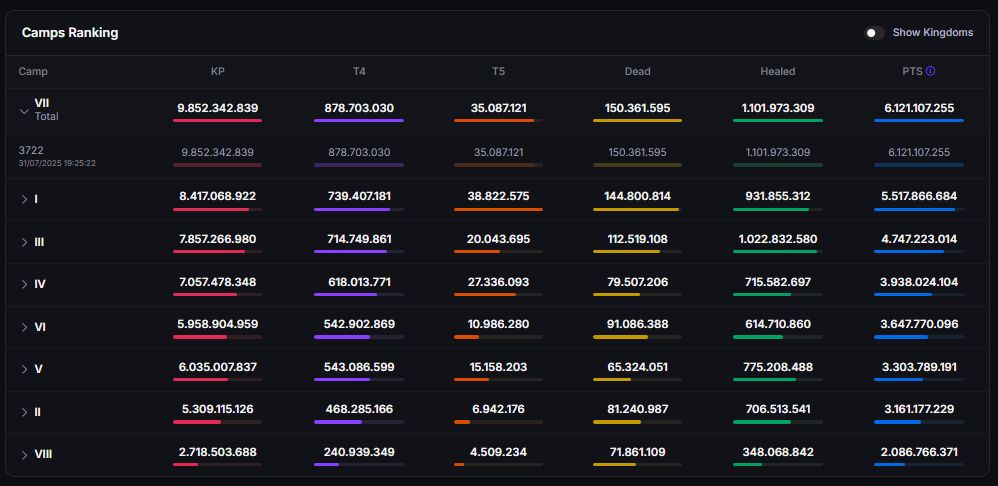 Camps Ranking Show Kingdoms
Camp KP T4 T5 Dead Healed PTS
VII 9.852.342.839 878.703.030 35.087.121 150.361.595 1.101.973.309 6.121.107.255
Total
3722 9.852.342.839 878.703.030 35.087.121 150.361.595 1.101.973.309 6.121.107.255
31/07/2025 19:25:22
I 8.417.068.922 739.407.181 38.822.575 144.800.814 931.855.312 5.517.866.684
III 7.857.266.980 714.749.861 20.043.695 112.519.108 1.022.832.580 4.747.223.014
IV 7.057.478.348 618.013.771 27.336.093 79.507.206 715.582.697 3.938.024.104
VI 5.958.904.959 542.902.869 10.986.280 91.086.388 614.710.860 3.647.770.096
V 6.035.007.837 543.086.599 15.158.203 65.324.051 775.208.488 3.303.789.191
II 5.309.115.126 468.285.166 6.942.176 81.240.987 706.513.541 3.161.177.229
VIII 2.718.503.688 240.939.349 4.509.234 71.861.109 348.068.842 2.086.766.371